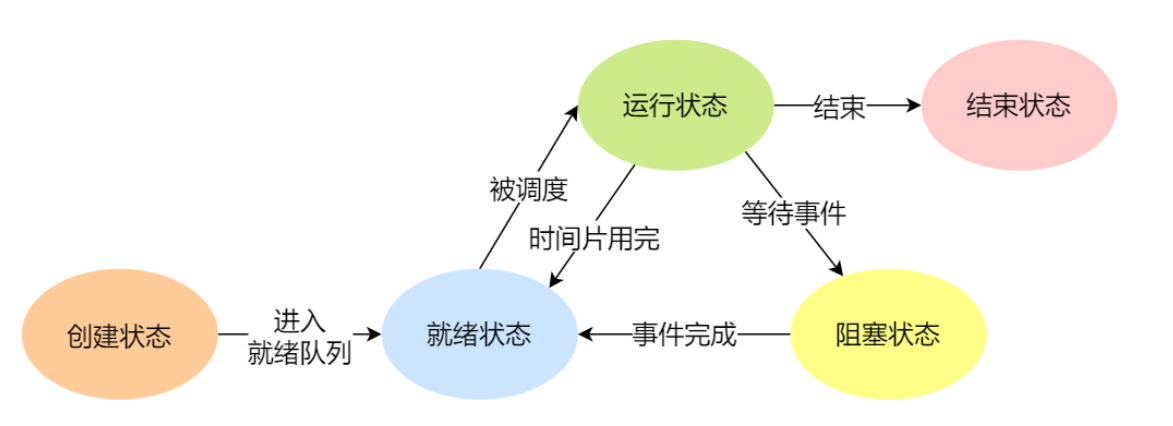 运行状态
结束
结束状态
被调度
等待事件
时间片用完
创建状态
进入
就绪队列
就绪状态
事件完成
阻塞状态